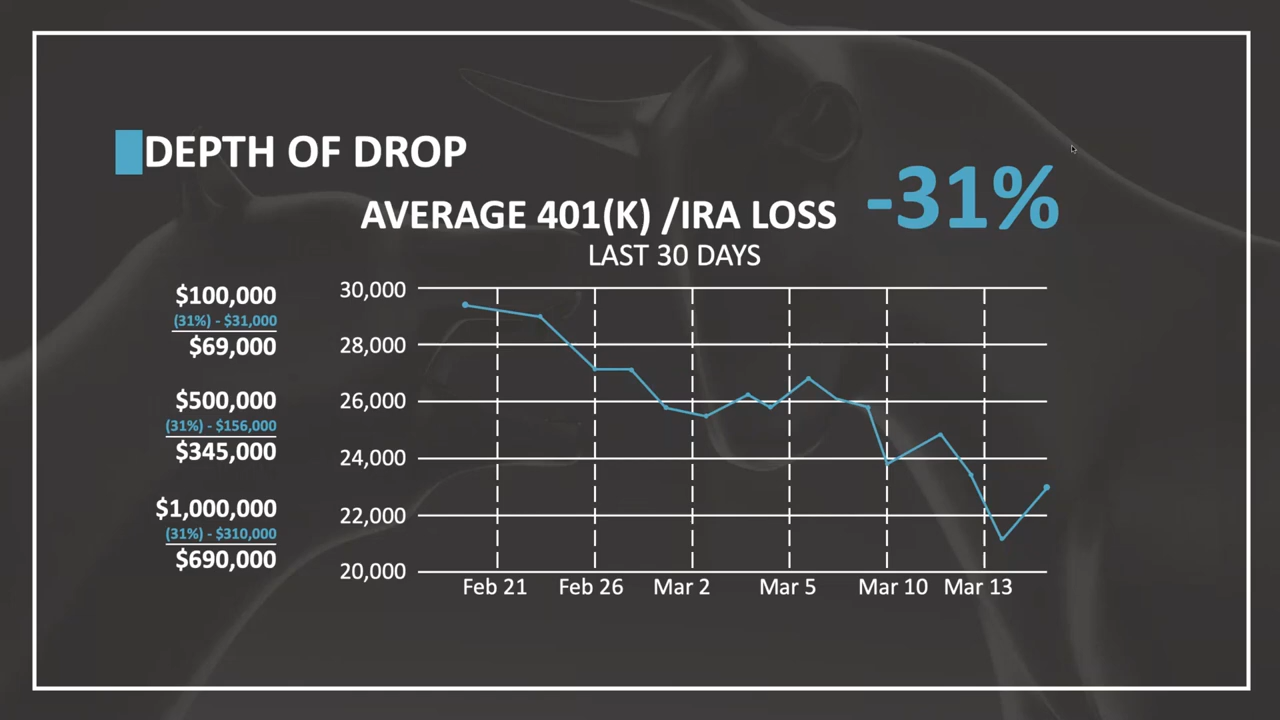 DEPTH OF DROP
AVERAGE 401(K) /IRA LOSS -31%
LAST 30 DAYS
$100,000
(31%) - $31,000
$69,000
$500,000
(31%) - $156,000
$345,000
$1,000,000
(31%) - $310,000
$690,000
30,000
28,000
26,000
24,000
22,000
20,000
Feb 21 Feb 26 Mar 2 Mar 5 Mar 10 Mar 13